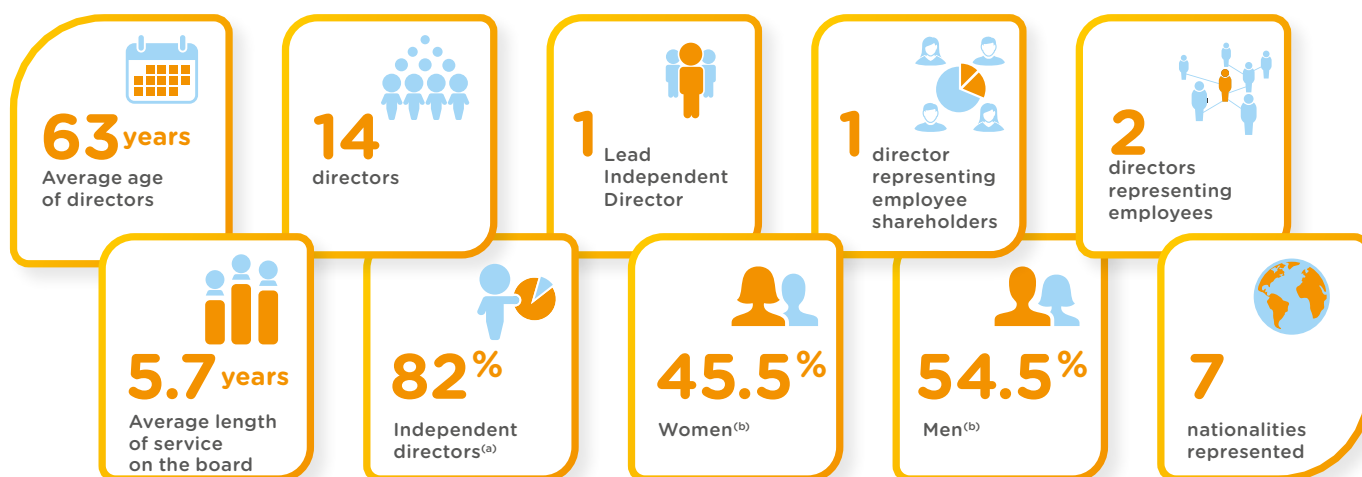 63 years
Average age
of directors
14
directors
1 Lead
Independent
Director
1 director
representing
employee
shareholders
2
directors
representing
employees
5.7 years
Average length
of service
on the board
82%
Independent
directors(a)
45.5%
Women(b)
54.5%
Men(b)
7
nationalities
represented